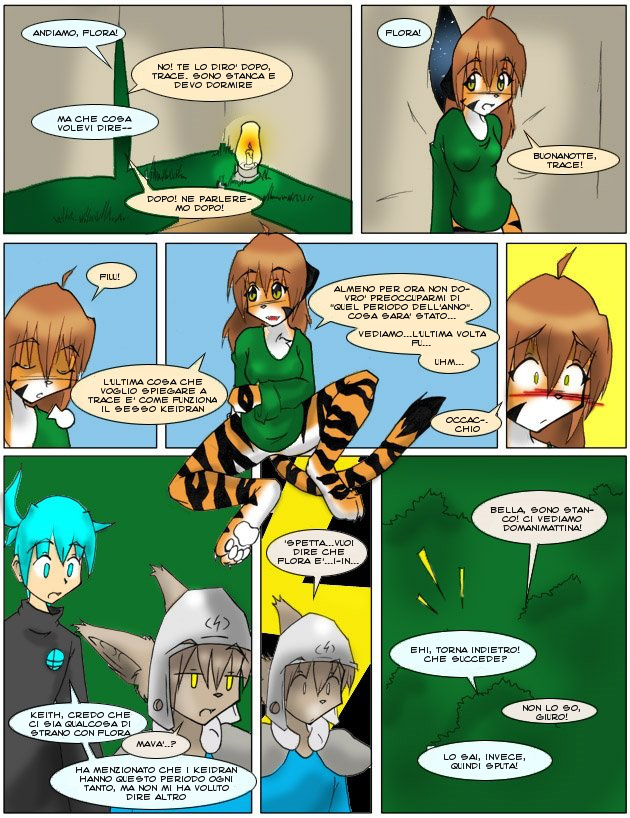 ANDIAMO, FLORA!
NO! TE LO DIRO' DOPO,
TRACE. SONO STANCA E
DEVO DORMIRE
MA CHE COSA
VOLEVI DIRE--
DOPO! NE PARLERE-
MO DOPO!
FLORA!
BUONANOTTE,
TRACE!
FIUU!
L'ULTIMA COSA CHE
VOGLIO SPIEGARE A
TRACE E' COME FUNZIONA
IL SESSO KEIDRAN
ALMENO PER ORA NON DO-
VRO' PREOCCUPARMI DI
"QUEL PERIODO DELL'ANNO".
COSA SARA' STATO...
VEDIAMO...L'ULTIMA VOLTA
FU...
UHM...
OCCAC-
CHIO
KEITH, CREDO CHE
CI SIA QUALCOSA DI
STRANO CON FLORA
MAVA'..?
HA MENZIONATO CHE I KEIDRAN
HANNO QUESTO PERIODO OGNI
TANTO, MA NON MI HA VOLUTO
DIRE ALTRO
'SPETTA...VUOI
DIRE CHE
FLORA E'...I-IN...
BELLA, SONO STAN-
CO! CI VEDIAMO
DOMANIMATTINA!
EHI, TORNA INDIETRO!
CHE SUCCEDE?
NON LO SO,
GIURO!
LO SAI, INVECE,
QUINDI SPUTA!